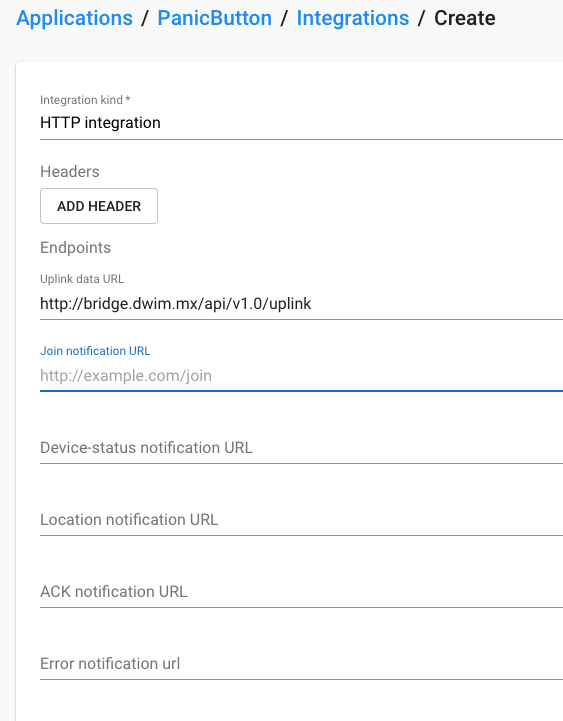 Applications / PanicButton / Integrations / Create
Integration kind *
HTTP integration
Headers
ADD HEADER
Endpoints
Uplink data URL
http://bridge.dwim.mx/api/v1.0/uplink
Join notification URL
http://example.com/join
Device-status notification URL
Location notification URL
ACK notification URL
Error notification url